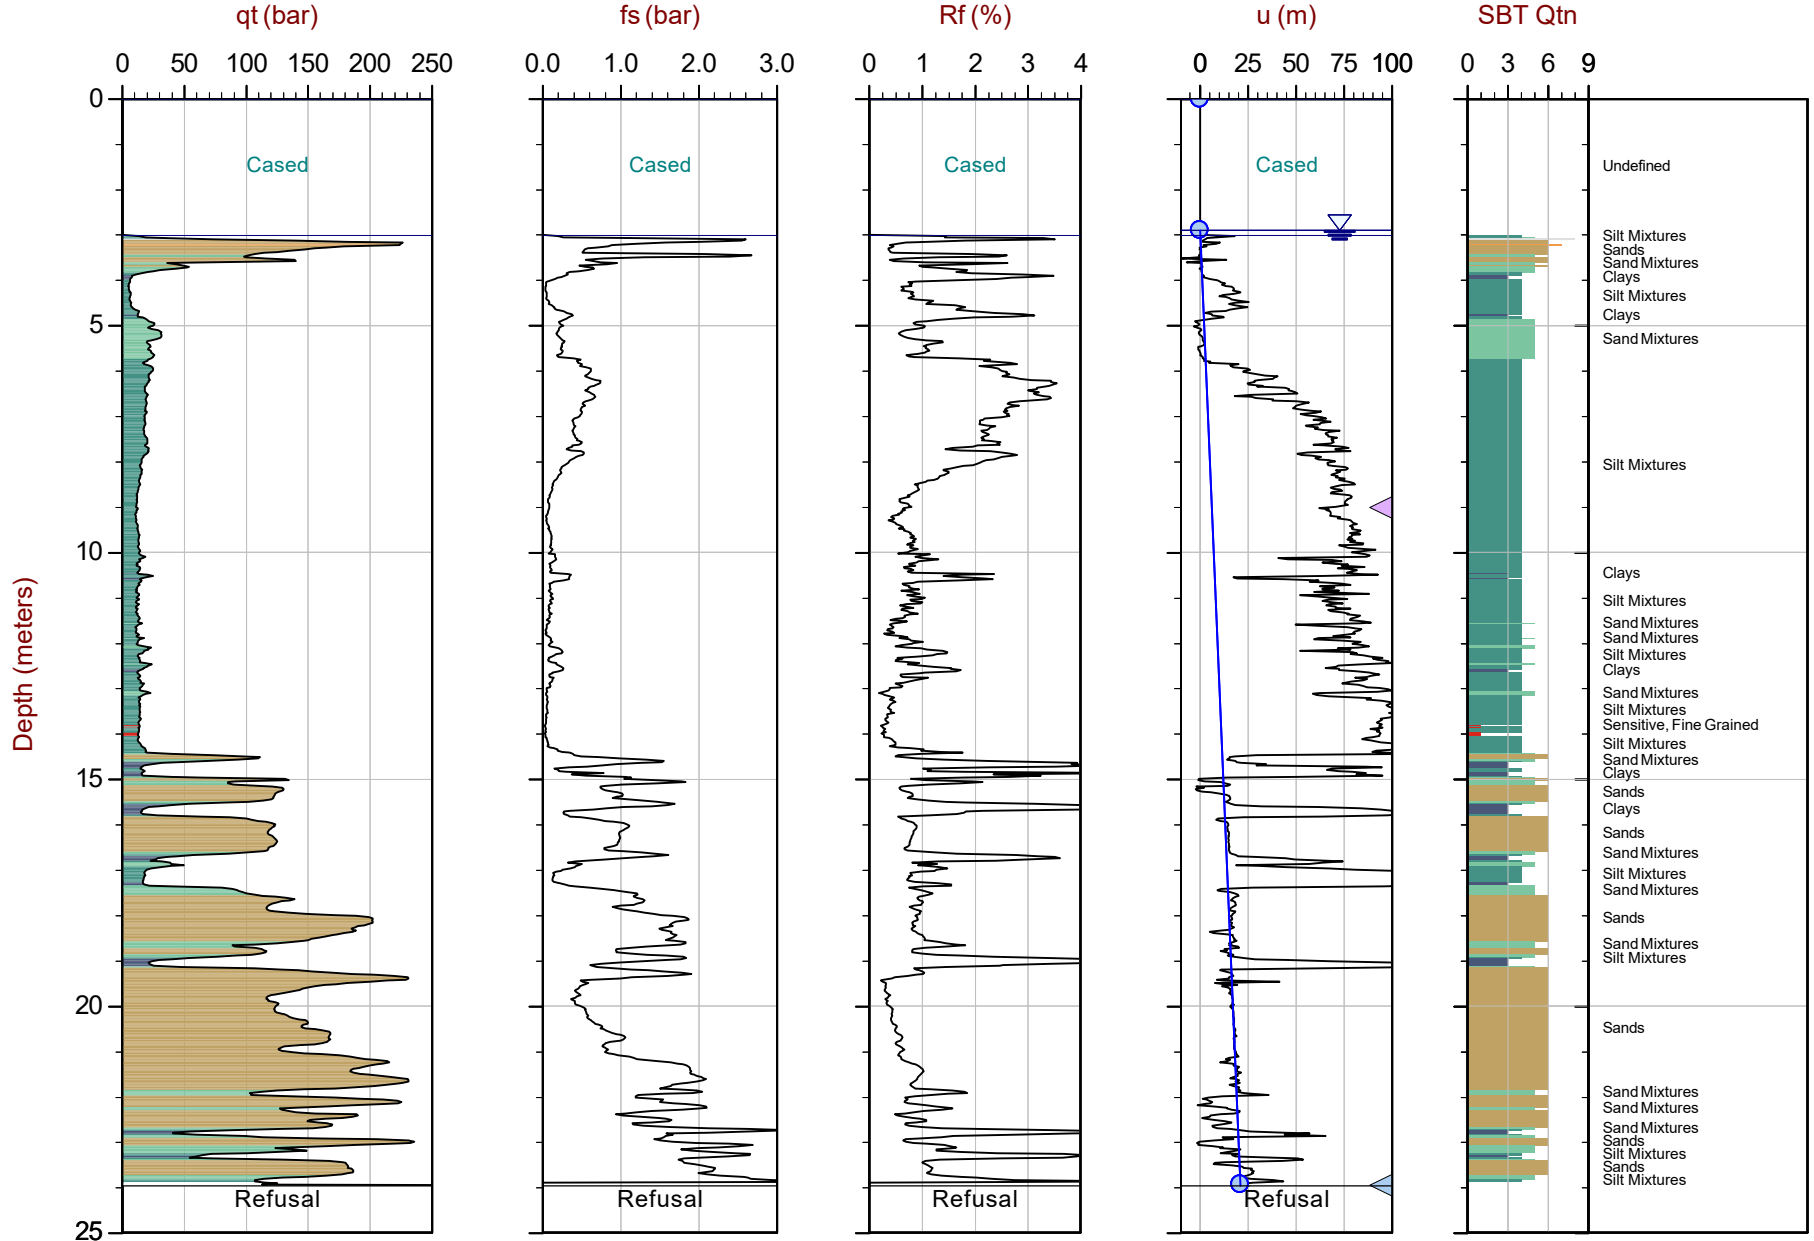 qt (bar) fs (bar) Rf (%) u (m) SBT Qtn
0 50 100 150 200 250 0.0 1.0 2.0 3.0 0 1 2 3 4 0 25 50 75 100 0 3 6 9
0
Cased Cased Cased Cased Undefined
Silt Mixtures
Sands
Sand Mixtures
Clays
Silt Mixtures
Clays
5
Sand Mixtures
Silt Mixtures
10
Clays
Silt Mixtures
Sand Mixtures
Sand Mixtures
Silt Mixtures
Clays
Depth (meters)
Sand Mixtures
Silt Mixtures
Sensitive, Fine Grained
Silt Mixtures
Sand Mixtures
Clays
15
Sands
Clays
Sands
Sand Mixtures
Silt Mixtures
Sand Mixtures
Sands
Sand Mixtures
Silt Mixtures
20
Sands
Sand Mixtures
Sand Mixtures
Sand Mixtures
Sands
Silt Mixtures
Sands
Silt Mixtures
Refusal Refusal Refusal Refusal
25